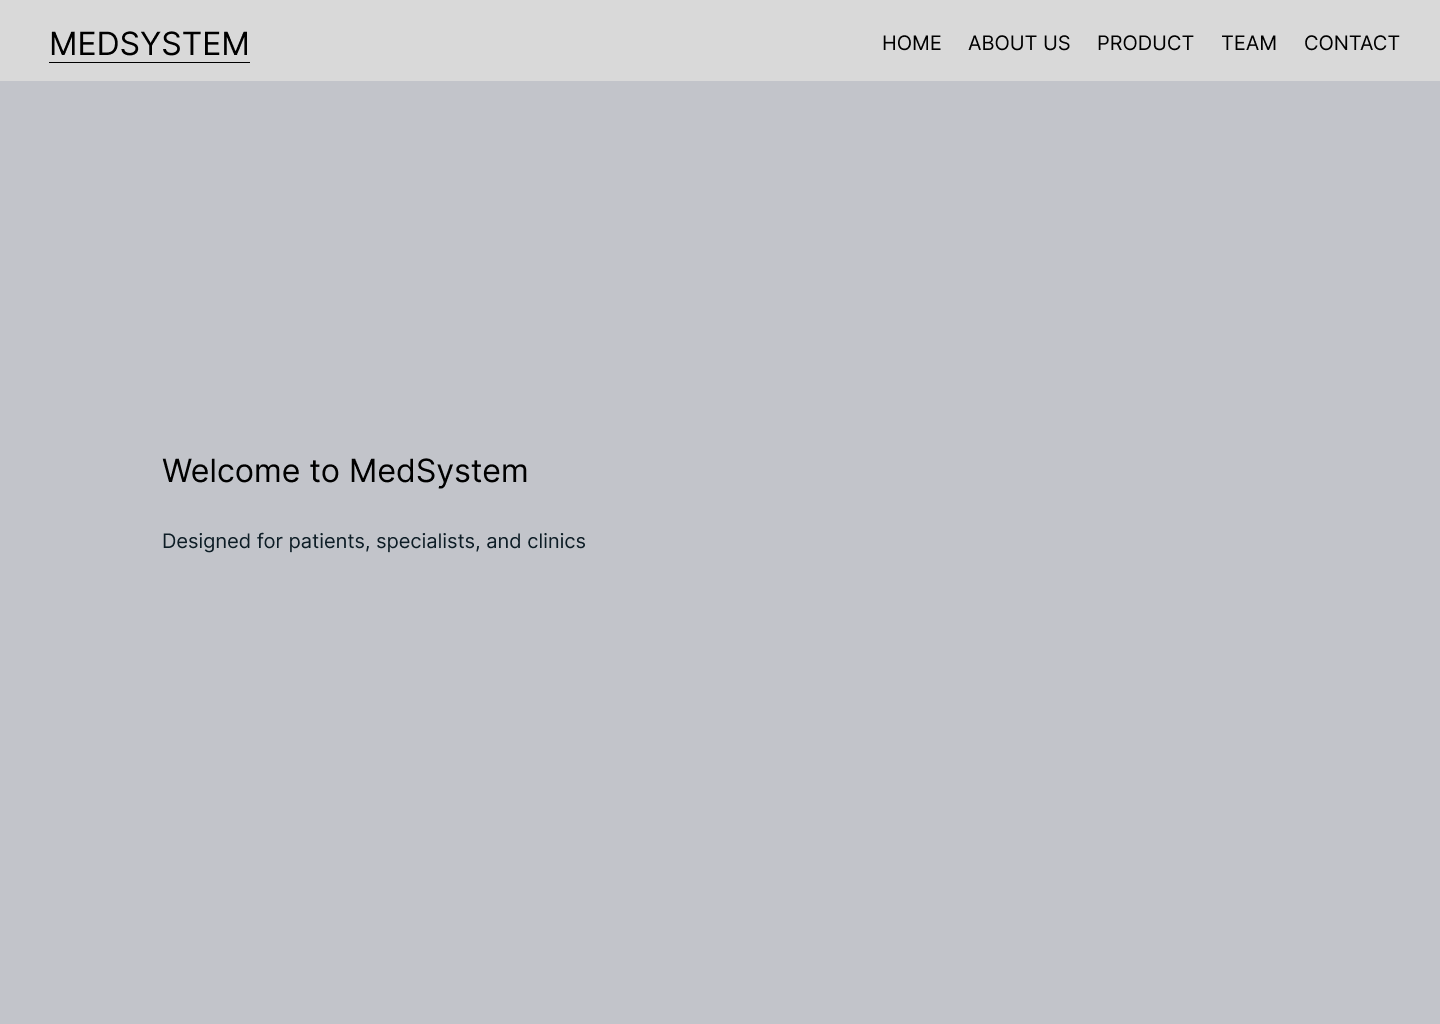 MEDSYSTEM
HOME ABOUT US PRODUCT TEAM CONTACT
Welcome to MedSystem
Designed for patients, specialists, and clinics